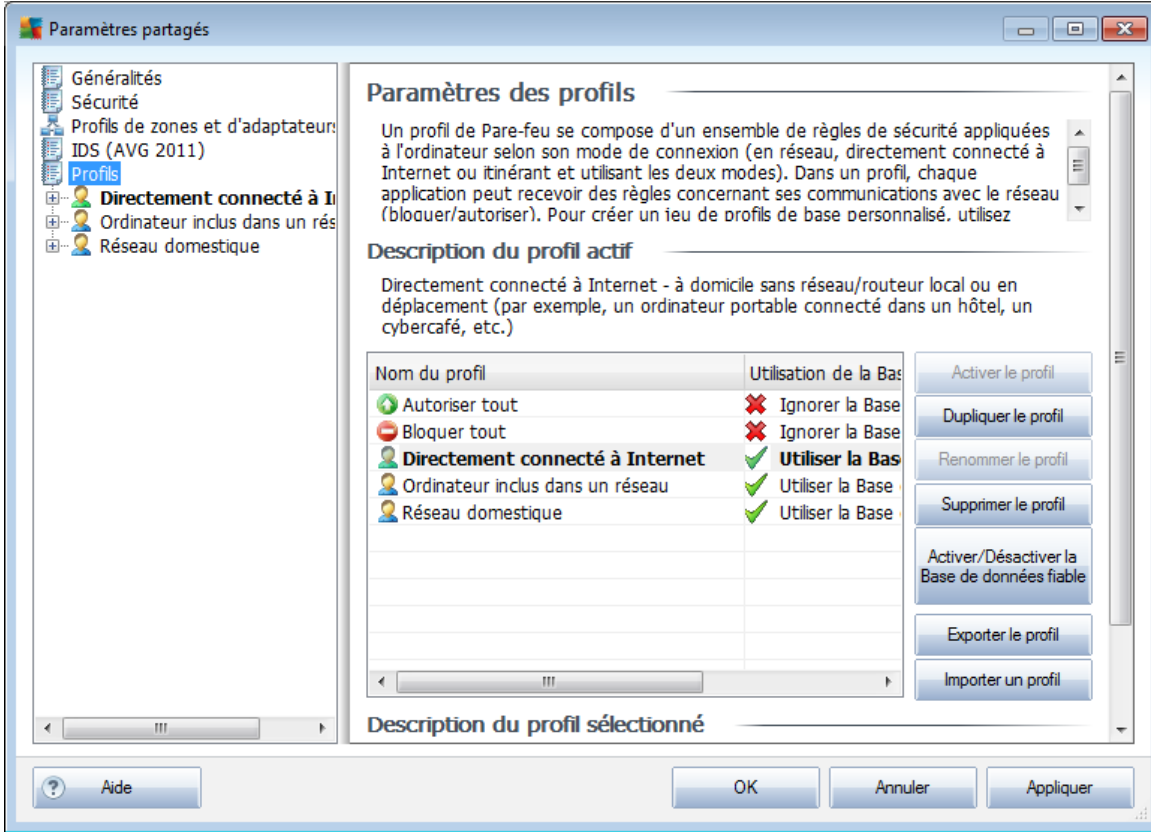 Paramètres partagés
Généralités
Sécurité
Profils de zones et d'adaptateurs
IDS (AVG 2011)
Profils
Directement connecté à I
Ordinateur inclus dans un rés
Réseau domestique
Paramètres des profils
Un profil de Pare-feu se compose d'un ensemble de règles de sécurité appliquées
à l'ordinateur selon son mode de connexion (en réseau, directement connecté à
Internet ou itinérant et utilisant les deux modes). Dans un profil, chaque
application peut recevoir des règles concernant ses communications avec le réseau
(bloquer/autoriser). Pour créer un jeu de profils de base personnalisé, utilisez
Description du profil actif
Directement connecté à Internet - à domicile sans réseau/routeur local ou en
déplacement (par exemple, un ordinateur portable connecté dans un hôtel, un
cybercafé, etc.)
Nom du profil Utilisation de la Bas
Autoriser tout Ignorer la Base
Bloquer tout Ignorer la Base
Directement connecté à Internet Utiliser la Bas
Ordinateur inclus dans un réseau Utiliser la Base
Réseau domestique Utiliser la Base
Activer le profil
Dupliquer le profil
Renommer le profil
Supprimer le profil
Activer/Désactiver la
Base de données fiable
Exporter le profil
Importer un profil
Description du profil sélectionné
Aide
OK
Annuler
Appliquer